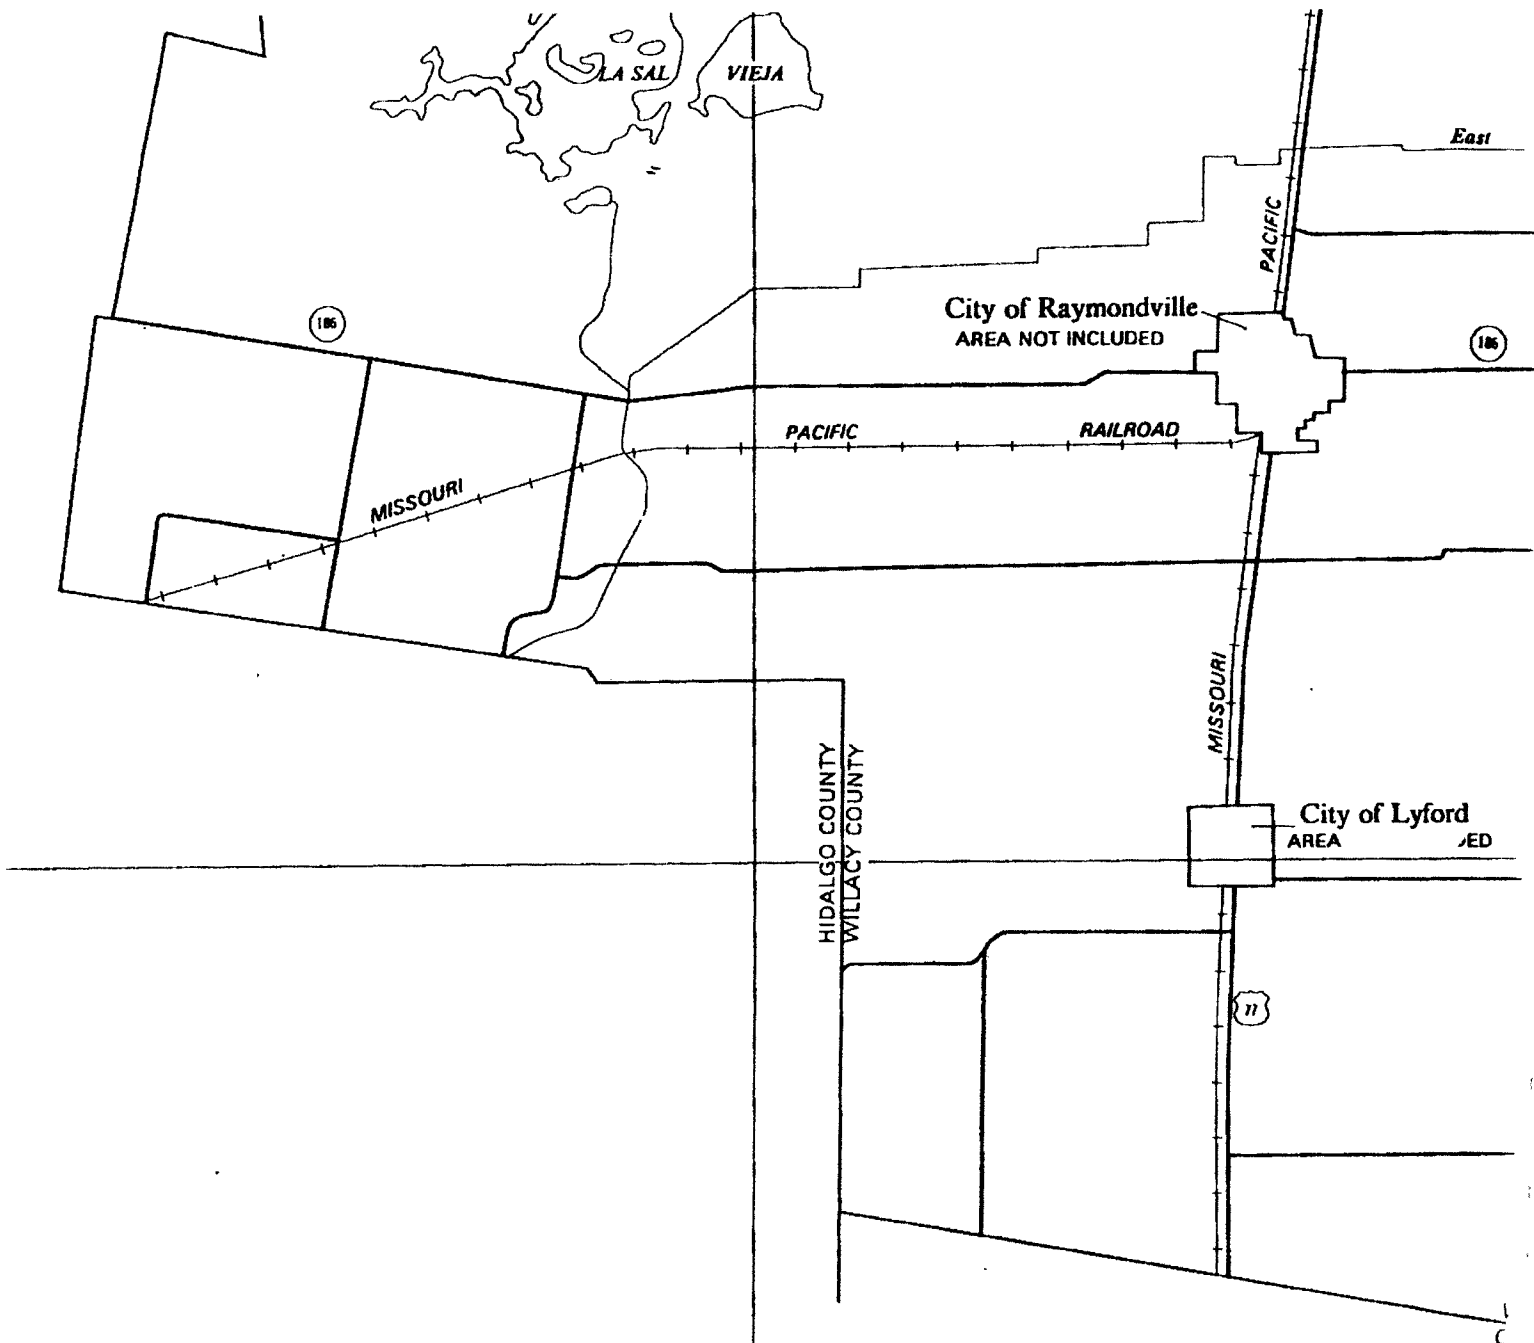 LA SAL VIEJA
East
PACIFIC
City of Raymondville
AREA NOT INCLUDED
186
186
PACIFIC RAILROAD
MISSOURI
MISSOURI
HIDALGO COUNTY
WILLACY COUNTY
City of Lyford
AREA ED
77